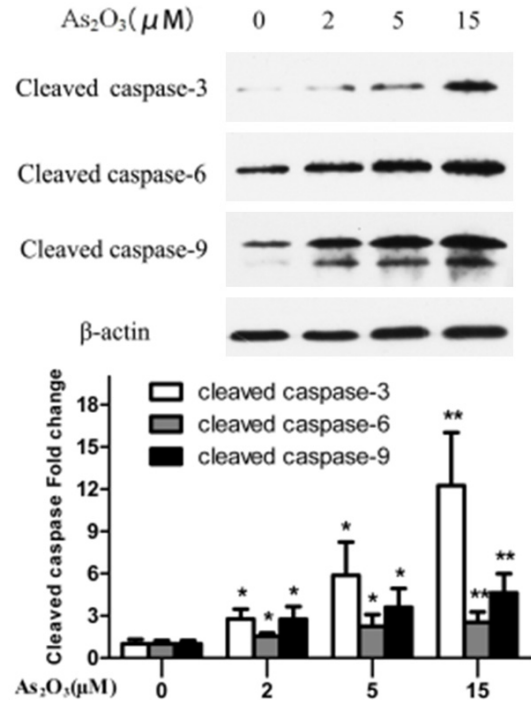 As₂O₃(μM) 0 2 5 15
Cleaved caspase-3
Cleaved caspase-6
Cleaved caspase-9
β-actin
Cleaved caspase Fold change
18
15
12
9
6
3
0
cleaved caspase-3
cleaved caspase-6
cleaved caspase-9
* * *
* * *
** ** **
As₂O₃(μM) 0 2 5 15